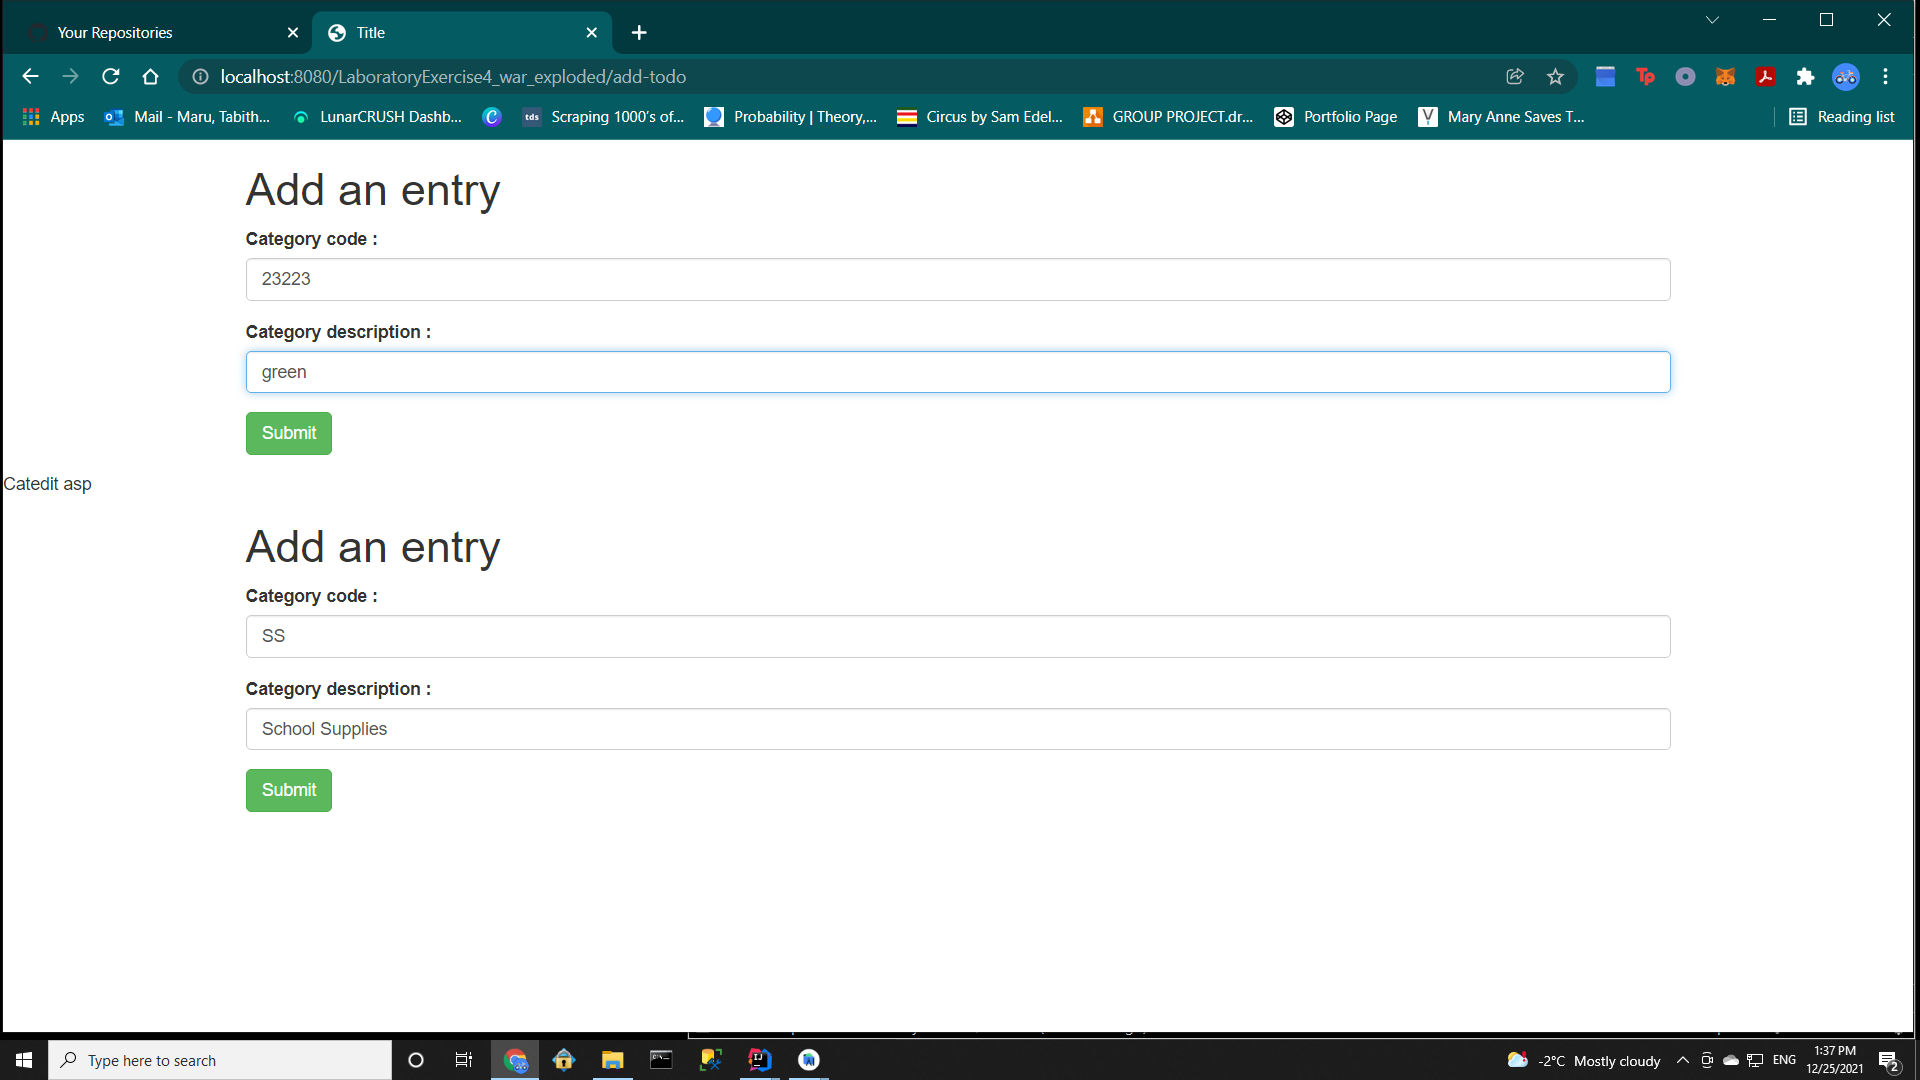 Your Repositories
Title
localhost:8080/LaboratoryExercise4_war_exploded/add-todo
Tp
Apps
Mail - Maru, Tabith...
LunarCRUSH Dashb...
C
tds Scraping 1000's of...
Probability | Theory,...
Circus by Sam Edel...
GROUP PROJECT.dr...
Portfolio Page
Mary Anne Saves T...
Reading list
Add an entry
Category code :
23223
Category description :
green
Submit
Catedit asp
Add an entry
Category code :
SS
Category description :
School Supplies
Submit
Type here to search
-2°C Mostly cloudy
ENG
1:37 PM
12/25/2021
2